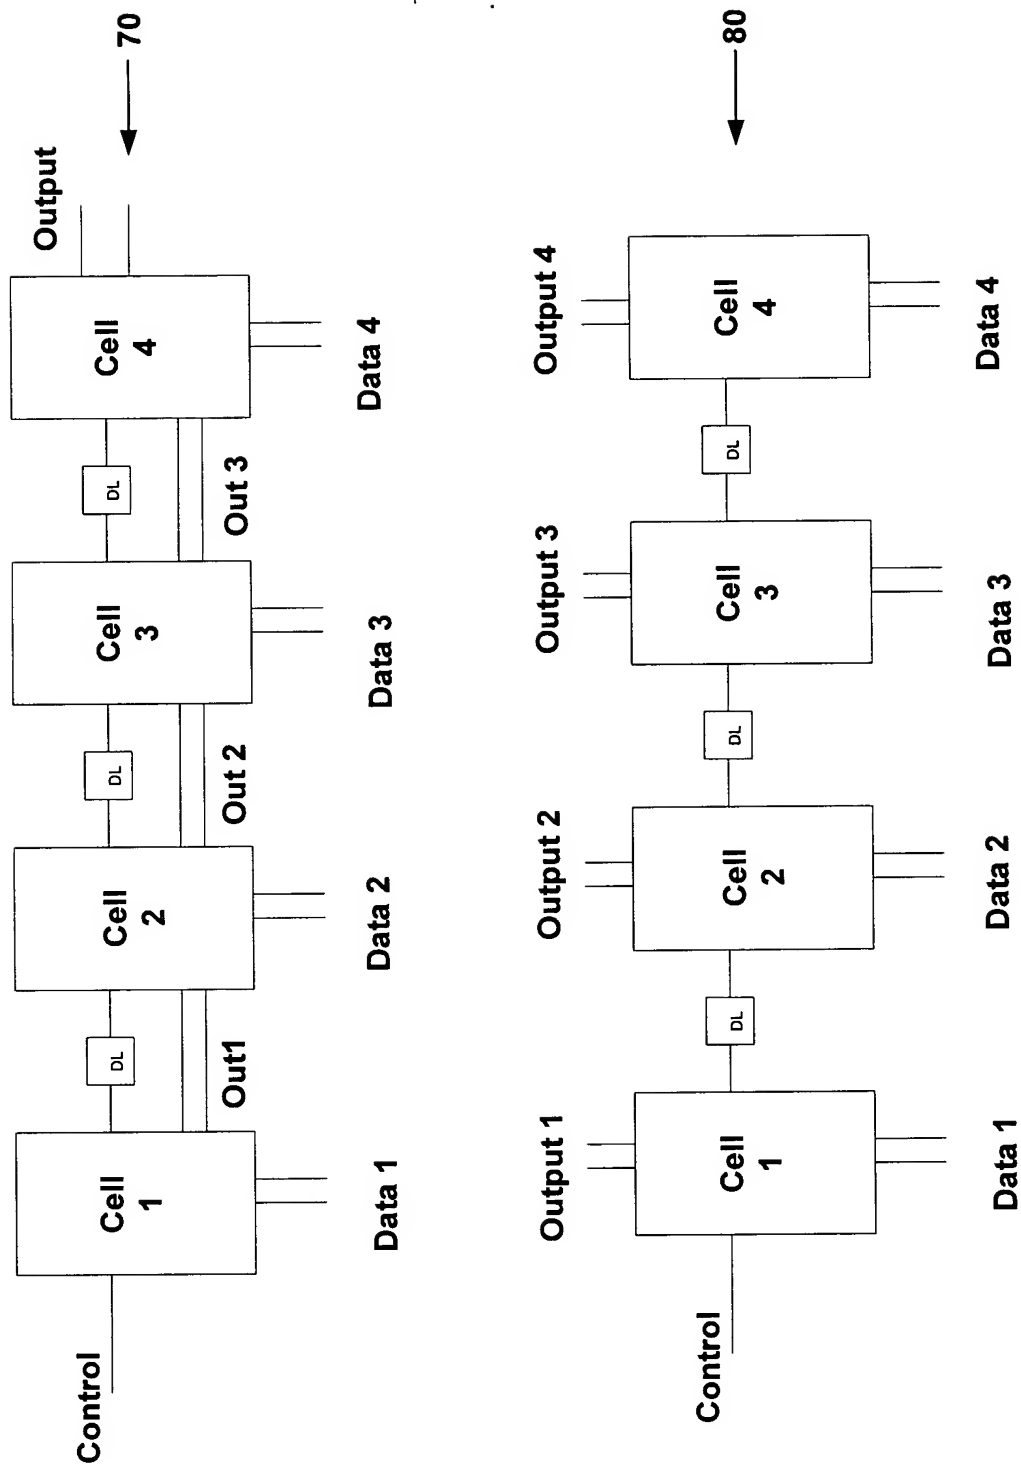 70
Output
Control
Cell
1
DL
Cell
2
DL
Cell
3
DL
Cell
4
Out1
Out 2
Out 3
Data 1
Data 2
Data 3
Data 4
80
Output 1
Output 2
Output 3
Output 4
Control
Cell
1
DL
Cell
2
DL
Cell
3
DL
Cell
4
Data 1
Data 2
Data 3
Data 4